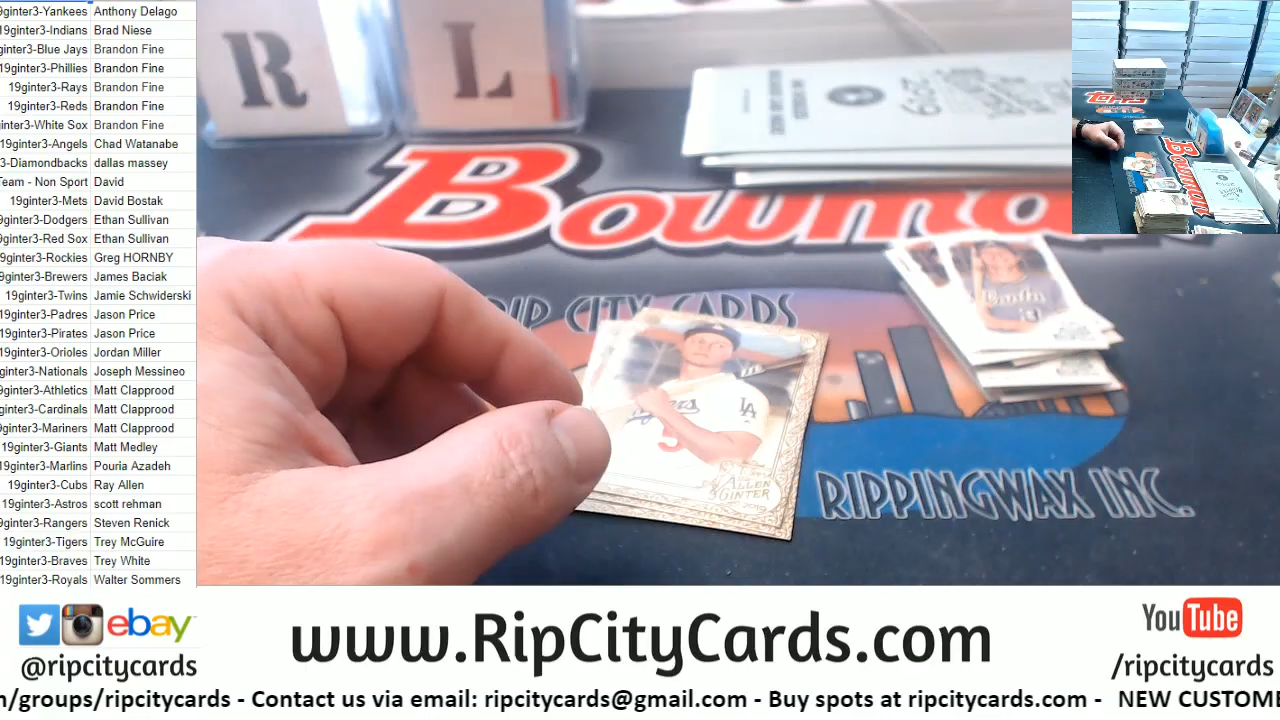 9ginter3-Yankees Anthony Delago
19ginter3-Indians Brad Niese
ginter3-Blue Jays Brandon Fine
19ginter3-Phillies Brandon Fine
19ginter3-Rays Brandon Fine
19ginter3-Reds Brandon Fine
inter3-White Sox Brandon Fine
19ginter3-Angels Chad Watanabe
3-Diamondbacks dallas massey
Team - Non Sport David
19ginter3-Mets David Bostak
9ginter3-Dodgers Ethan Sullivan
9ginter3-Red Sox Ethan Sullivan
9ginter3-Rockies Greg HORNBY
9ginter3-Brewers James Baciak
19ginter3-Twins Jamie Schwiderski
19ginter3-Padres Jason Price
19ginter3-Pirates Jason Price
19ginter3-Orioles Jordan Miller
inter3-Nationals Joseph Messineo
9ginter3-Athletics Matt Clapprood
ginter3-Cardinals Matt Clapprood
ginter3-Mariners Matt Clapprood
19ginter3-Giants Matt Medley
9ginter3-Marlins Pouria Azadeh
19ginter3-Cubs Ray Allen
19ginter3-Astros scott rehman
9ginter3-Rangers Steven Renick
19ginter3-Tigers Trey McGuire
19ginter3-Braves Trey White
19ginter3-Royals Walter Sommers
R L
Bowma
RIP CITY CARDS
LA
ALLEN
GINTER
2019
RIPPINGWAX INC.
topps
ebay
@ripcitycards
www.RipCityCards.com
YouTube
/ripcitycards
n/groups/ripcitycards - Contact us via email: ripcitycards@gmail.com - Buy spots at ripcitycards.com - NEW CUSTOME